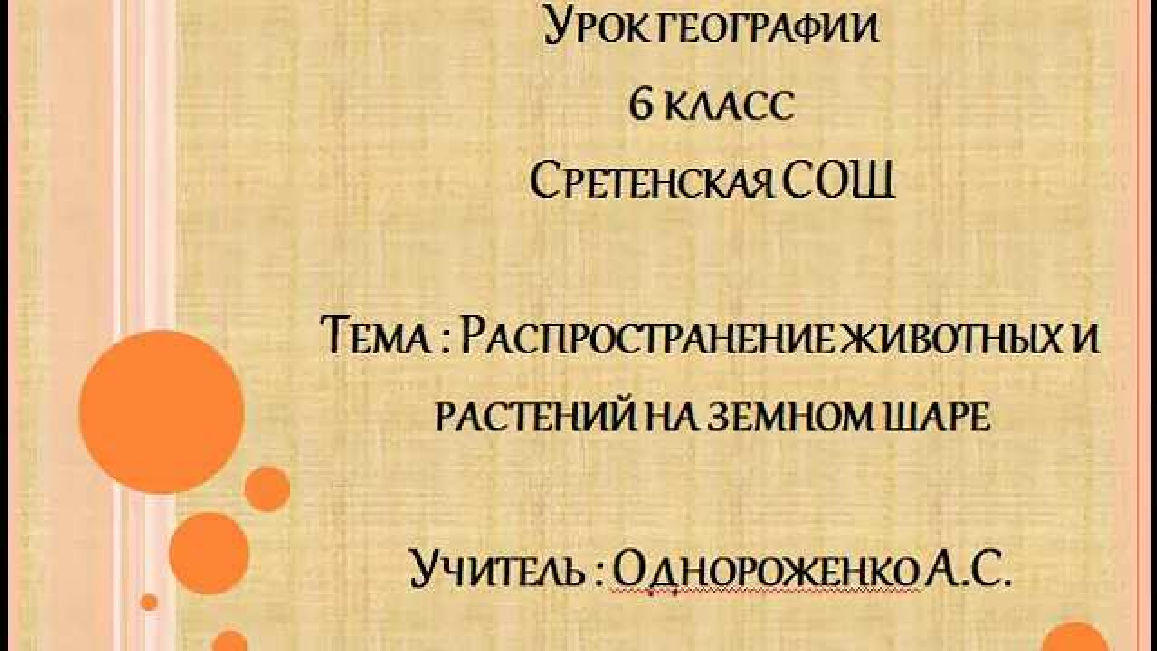 Урок географии
6 класс
Сретенская СОШ
Тема : Распространение животных и
растений на земном шаре
Учитель : Однороженко А.С.